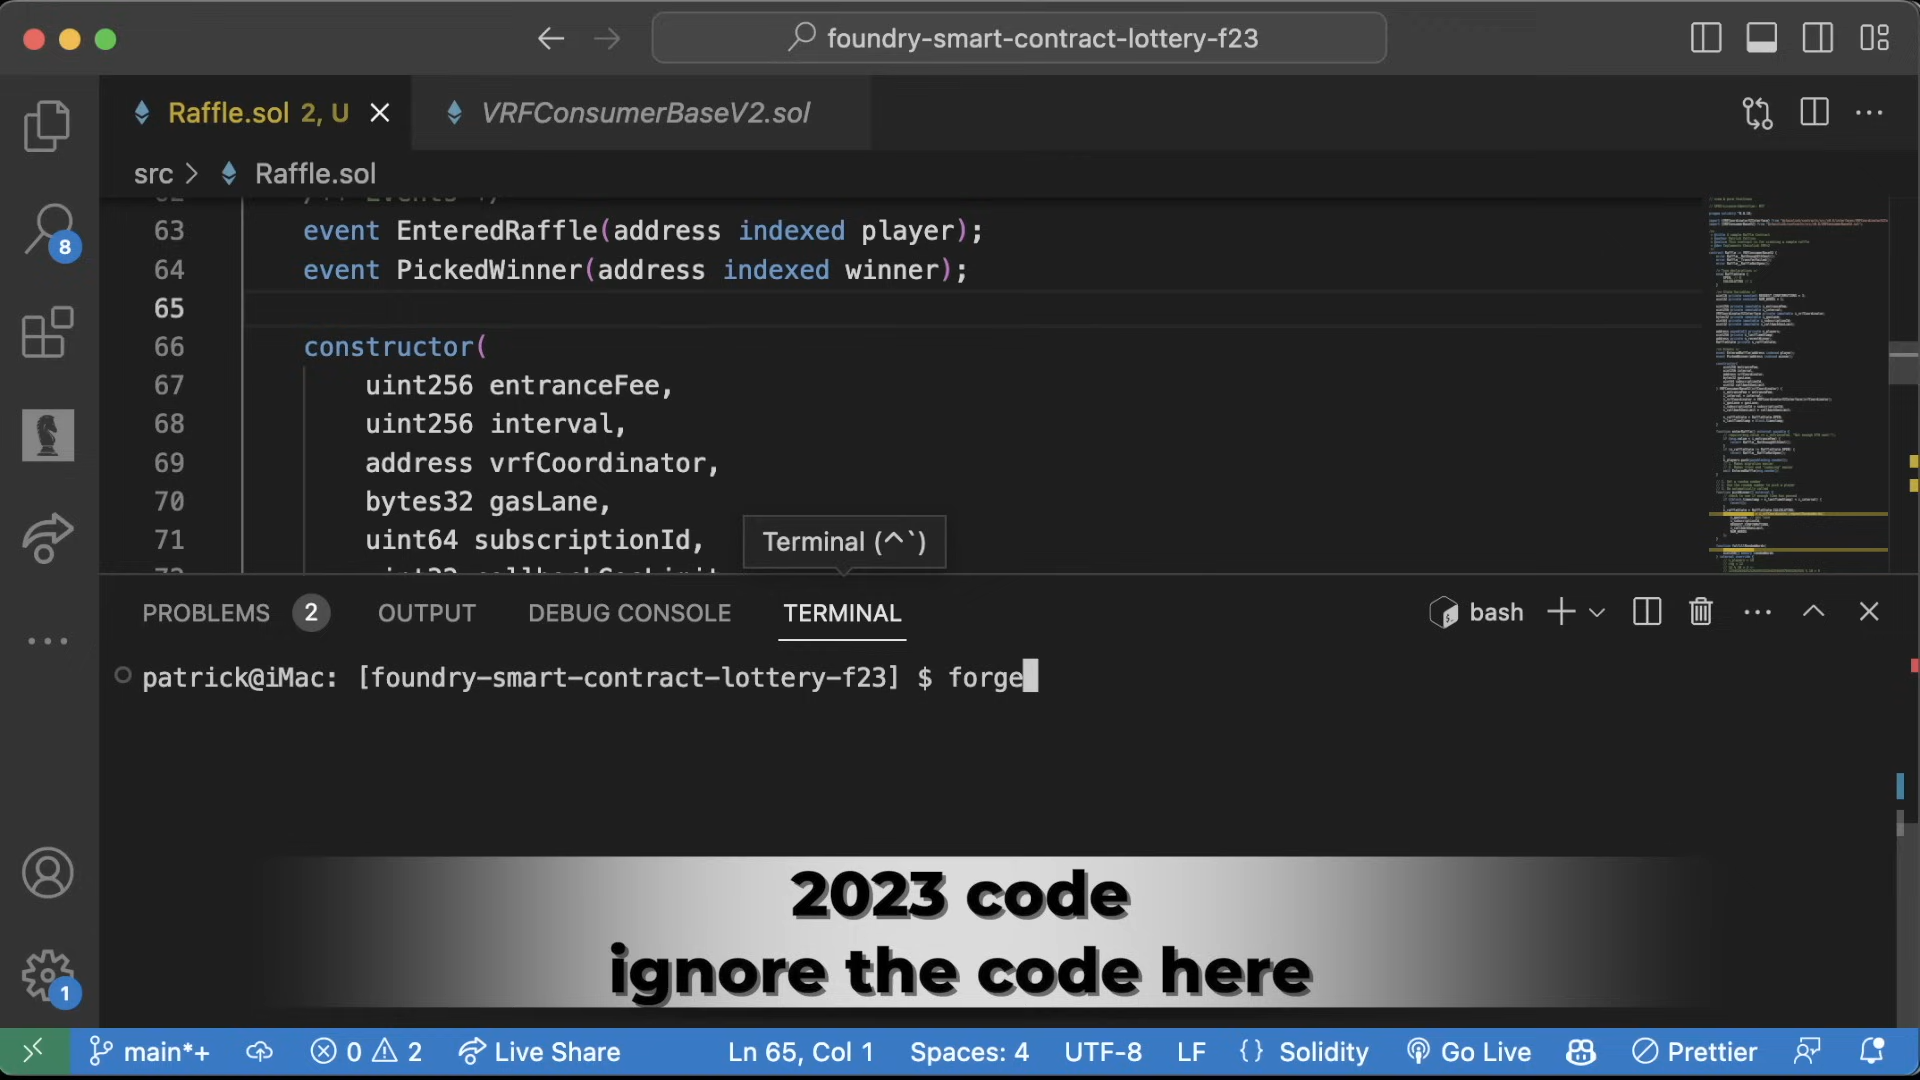 foundry-smart-contract-lottery-f23
Raffle.sol 2, U
VRFConsumerBaseV2.sol
src > Raffle.sol
63 event EnteredRaffle(address indexed player);
64 event PickedWinner(address indexed winner);
65
66 constructor(
67 uint256 entranceFee,
68 uint256 interval,
69 address vrfCoordinator,
70 bytes32 gasLane,
71 uint64 subscriptionId,
Terminal (^`)
8
PROBLEMS 2 OUTPUT DEBUG CONSOLE TERMINAL
bash
patrick@iMac: [foundry-smart-contract-lottery-f23] $ forge
2023 code
ignore the code here
1
main*+ 0 2 Live Share Ln 65, Col 1 Spaces: 4 UTF-8 LF {} Solidity Go Live Prettier